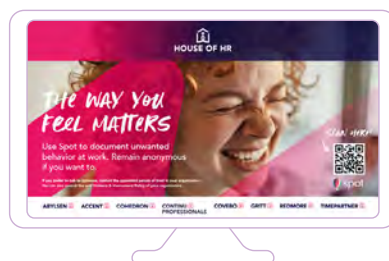 HOUSE OF HR
THE WAY YOU
FEEL MATTERS
SCAN HERE!
Use Spot to document unwanted
behavior at work. Remain anonymous
if you want to.
spot
ABYLSEN ACCENT COHEDRON CONTINU PROFESSIONALS COVEBO GRITT REDMORE TIMEPARTNER